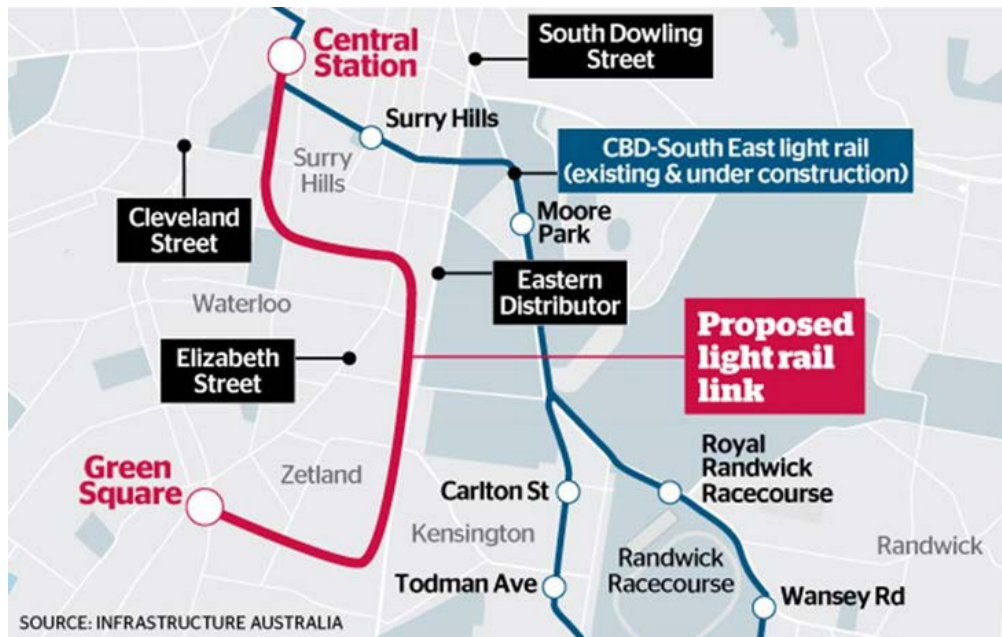 Central
Station
South Dowling
Street
Surry Hills
CBD-South East light rail
(existing & under construction)
Surry
Hills
Cleveland
Street
Moore
Park
Eastern
Distributor
Waterloo
Proposed
light rail
link
Elizabeth
Street
Green
Square
Zetland
Royal
Randwick
Racecourse
Carlton St
Kensington
Randwick
Racecourse
Randwick
Todman Ave
Wansey Rd
SOURCE: INFRASTRUCTURE AUSTRALIA